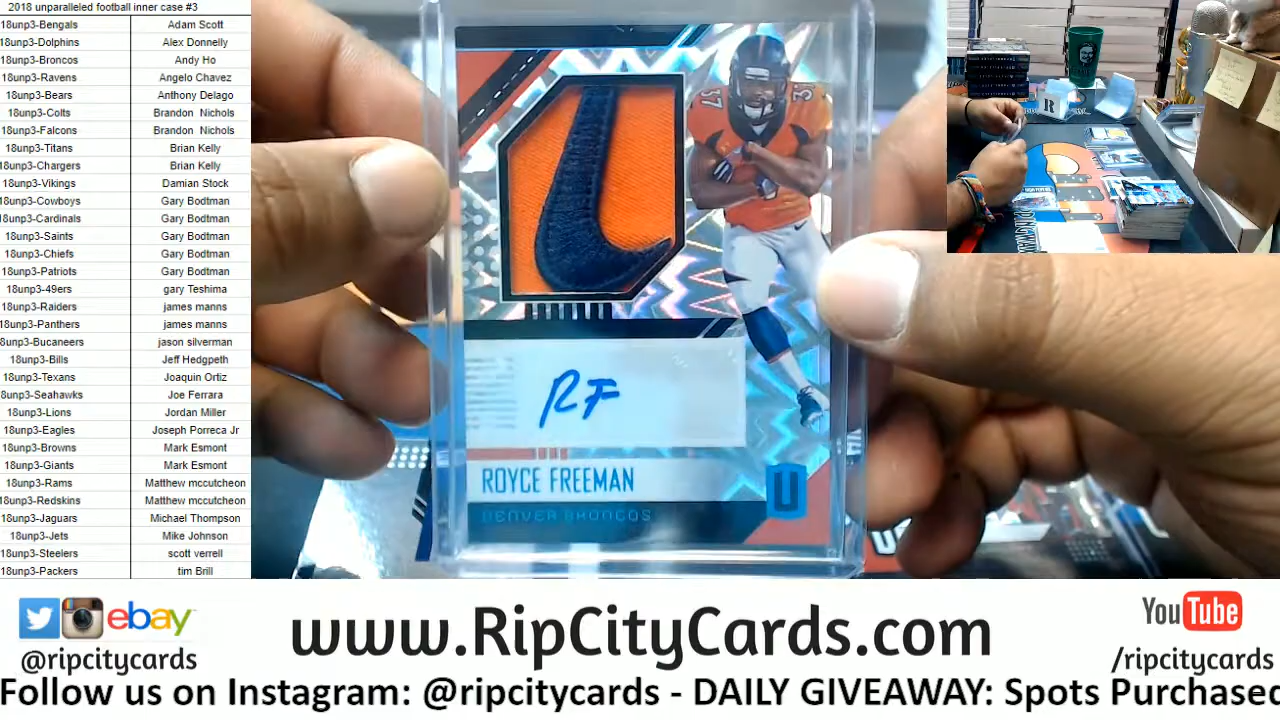 2018 unparalleled football inner case #3
18unp3-Bengals Adam Scott
18unp3-Dolphins Alex Donnelly
18unp3-Broncos Andy Ho
18unp3-Ravens Angelo Chavez
18unp3-Bears Anthony Delago
18unp3-Colts Brandon Nichols
18unp3-Falcons Brandon Nichols
18unp3-Titans Brian Kelly
18unp3-Chargers Brian Kelly
18unp3-Vikings Damian Stock
18unp3-Cowboys Gary Bodtman
18unp3-Cardinals Gary Bodtman
18unp3-Saints Gary Bodtman
18unp3-Chiefs Gary Bodtman
18unp3-Patriots Gary Bodtman
18unp3-49ers gary Teshima
18unp3-Raiders james manns
18unp3-Panthers james manns
18unp3-Bucaneers jason silverman
18unp3-Bills Jeff Hedgpeth
18unp3-Texans Joaquin Ortiz
8unp3-Seahawks Joe Ferrara
18unp3-Lions Jordan Miller
18unp3-Eagles Joseph Porreca Jr
18unp3-Browns Mark Esmont
18unp3-Giants Mark Esmont
18unp3-Rams Matthew mccutcheon
18unp3-Redskins Matthew mccutcheon
18unp3-Jaguars Michael Thompson
18unp3-Jets Mike Johnson
18unp3-Steelers scott verrell
18unp3-Packers tim Brill
37
RF
ROYCE FREEMAN
DENVER BRONCOS
U
R
ebay
@ripcitycards
www.RipCityCards.com
YouTube
/ripcitycards
Follow us on Instagram: @ripcitycards - DAILY GIVEAWAY: Spots Purchased